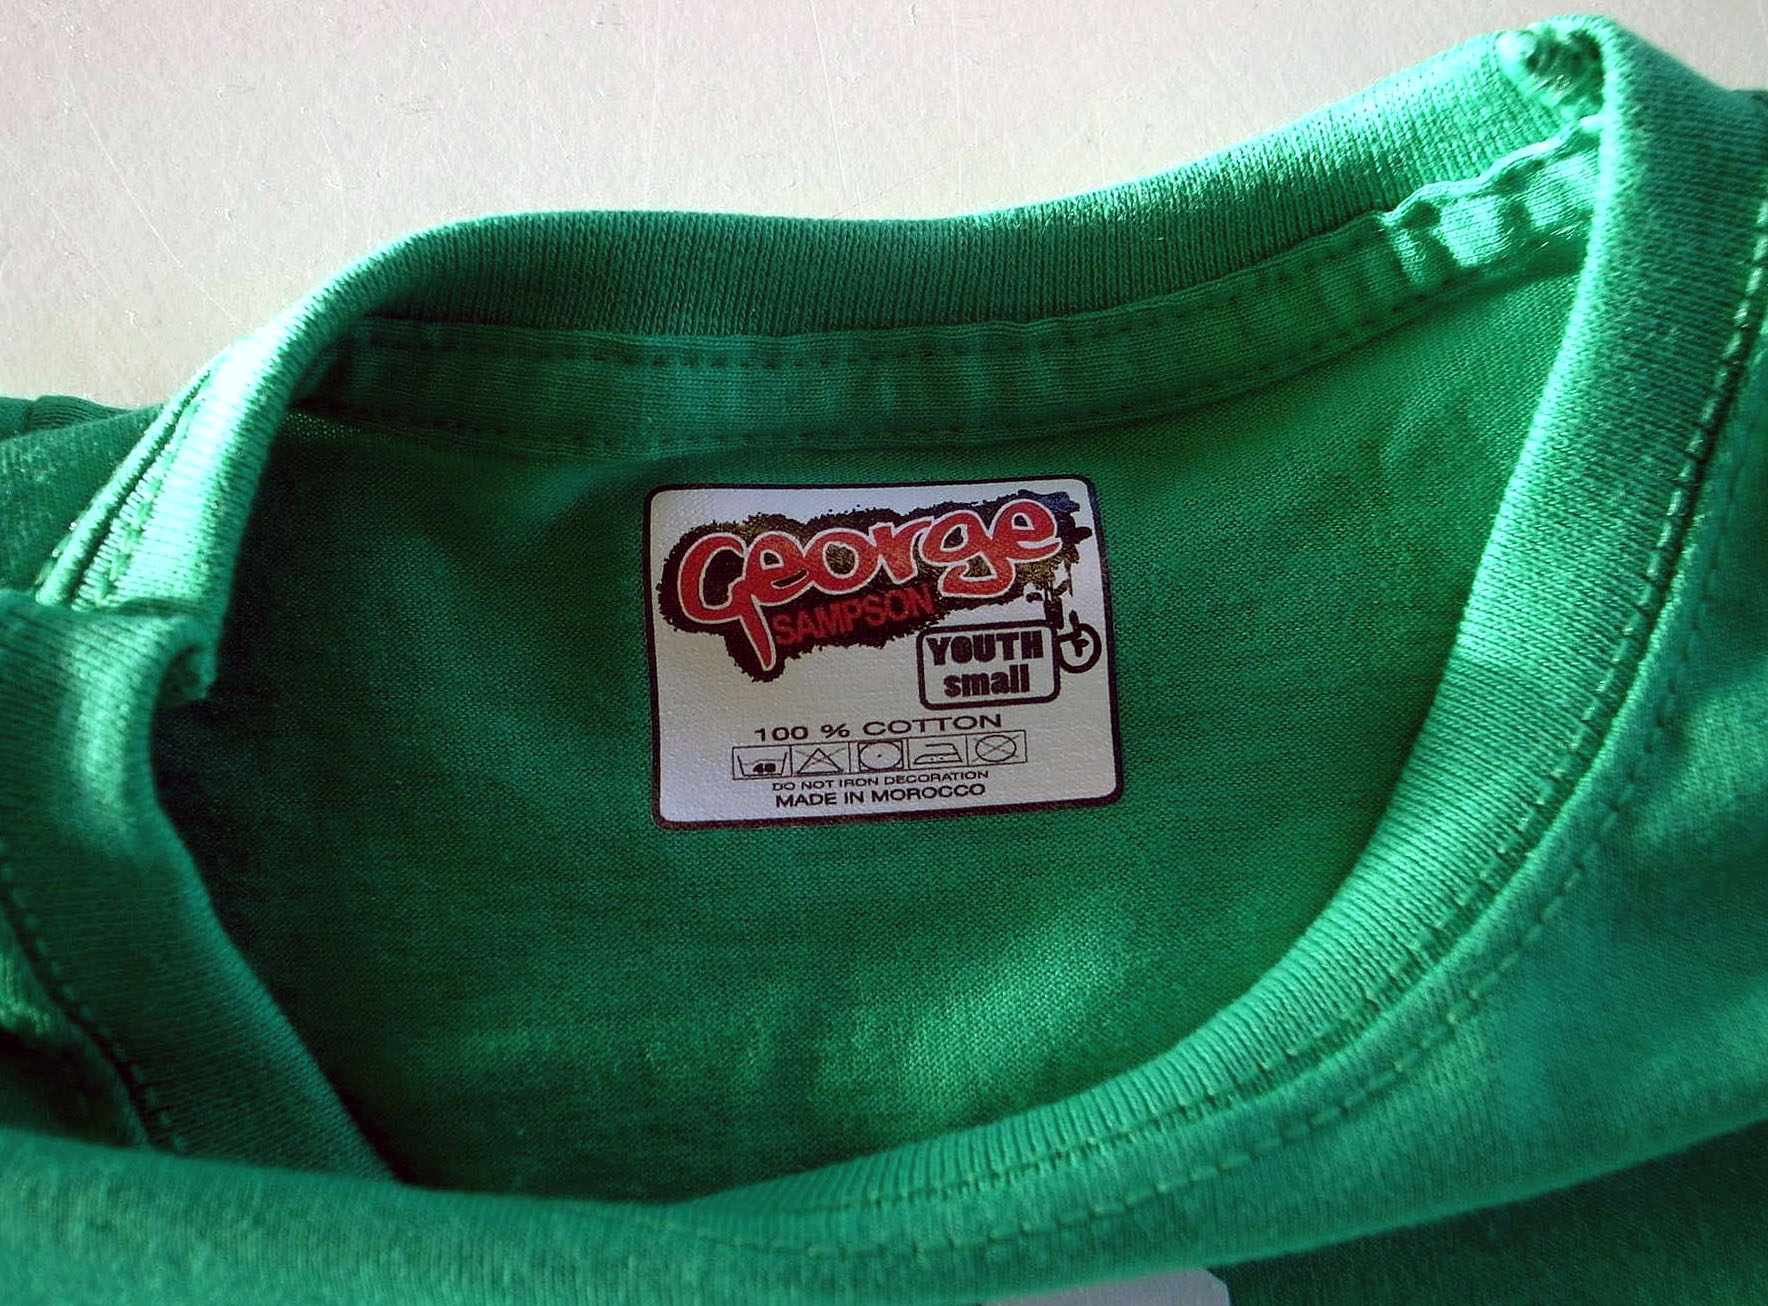 George
SAMPSON
YOUTH
small
100 % COTTON
40
DO NOT IRON DECORATION
MADE IN MOROCCO